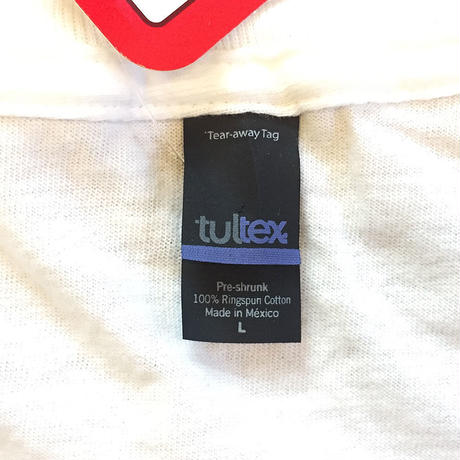 Tear-away Tag
tultex
Pre-shrunk
100% Ringspun Cotton
Made in México
L